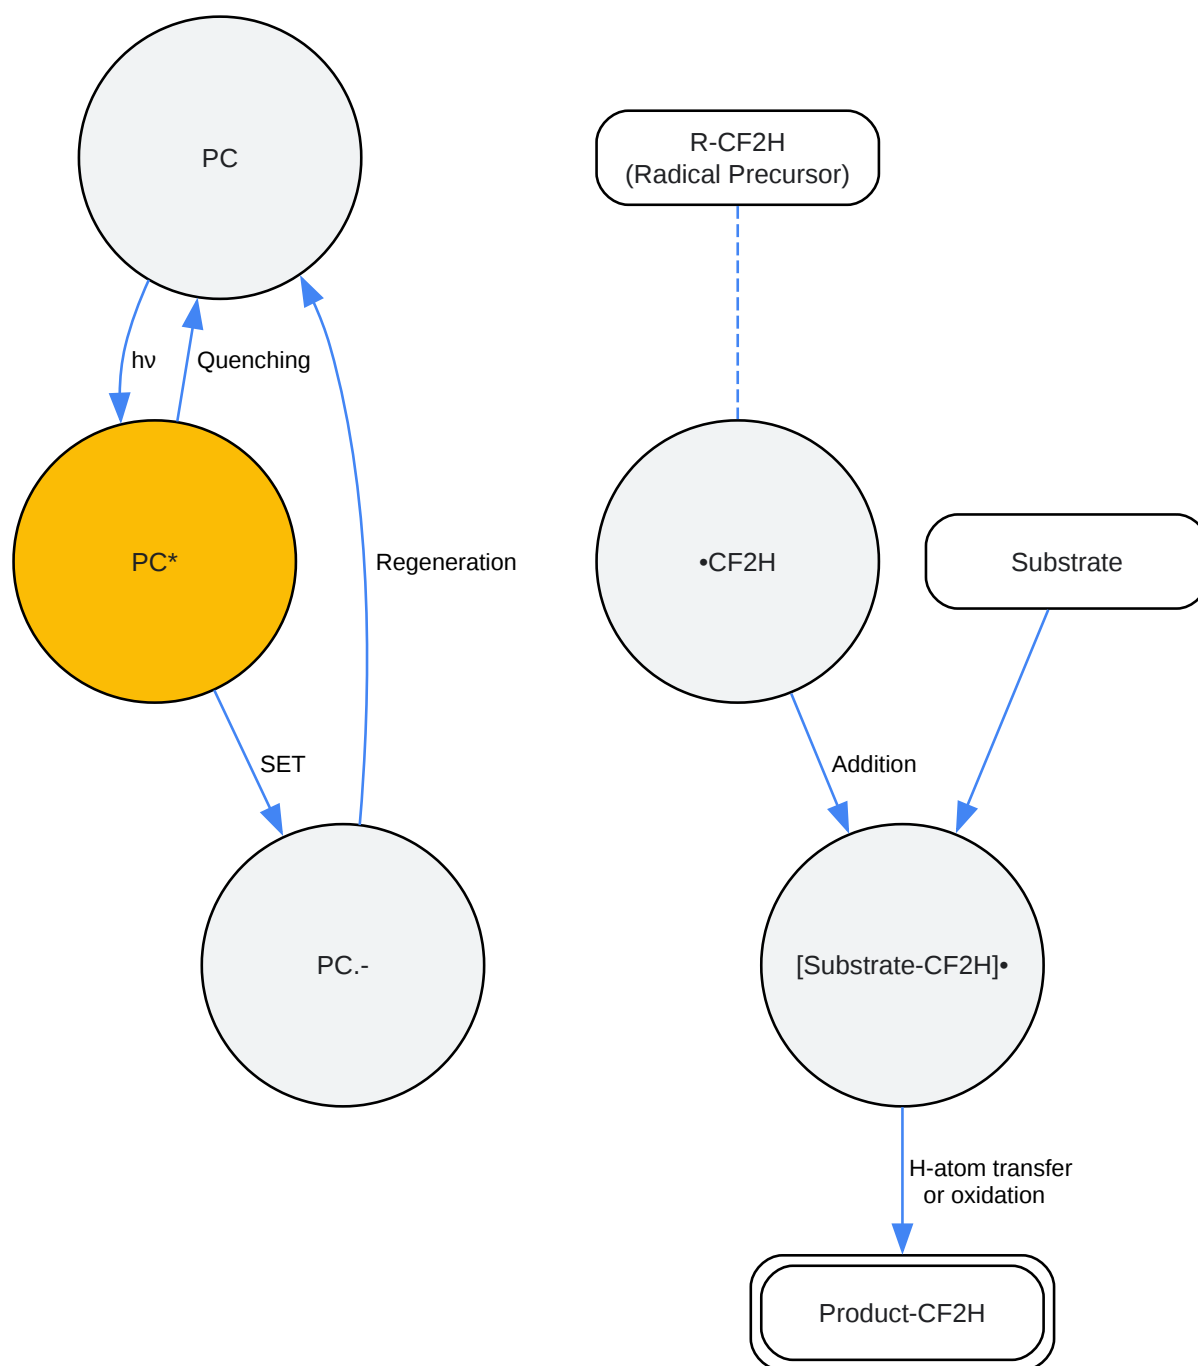 PC
R-CF2H
(Radical Precursor)
hν
Quenching
PC*
Regeneration
•CF2H
Substrate
SET
Addition
PC.-
[Substrate-CF2H]•
H-atom transfer
or oxidation
Product-CF2H